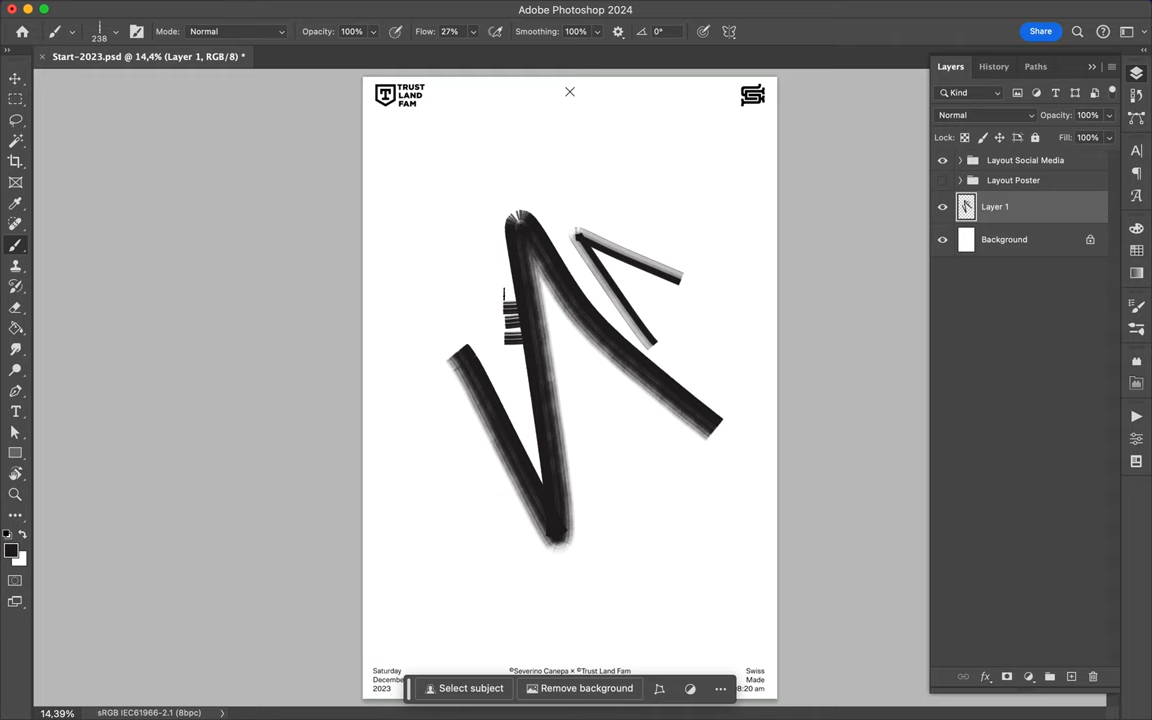 Adobe Photoshop 2024
238
Mode: Normal
Opacity: 100%
Flow: 27%
Smoothing: 100%
0°
Share
Start-2023.psd @ 14,4% (Layer 1, RGB/8) *
TRUST
LAND
FAM
Layers
History
Paths
Kind
Normal
Opacity: 100%
Lock:
Fill: 100%
Layout Social Media
Layout Poster
Layer 1
Background
Saturday
Decembe
2023
©Severino Canepa × ©Trust Land Fam
Swiss
Made
8:20 am
Select subject
Remove background
14,39%
sRGB IEC61966-2.1 (8bpc)